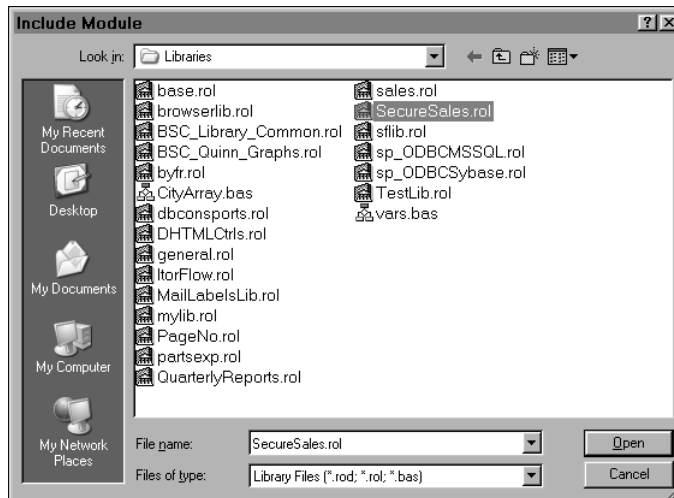 Include Module
Look in:
Libraries
My Recent
Documents
Desktop
My Documents
My Computer
My Network
Places
base.rol
browserlib.rol
BSC_Library_Common.rol
BSC_Quinn_Graphs.rol
byfr.rol
CityArray.bas
dbconsports.rol
DHTMLCtrls.rol
general.rol
ItorFlow.rol
MailLabelsLib.rol
mylib.rol
PageNo.rol
partsexp.rol
QuarterlyReports.rol
sales.rol
SecureSales.rol
sflib.rol
sp_ODBCMSSQL.rol
sp_ODBCSybase.rol
TestLib.rol
vars.bas
File name:
SecureSales.rol
Open
Files of type:
Library Files (*.rod; *.rol; *.bas)
Cancel